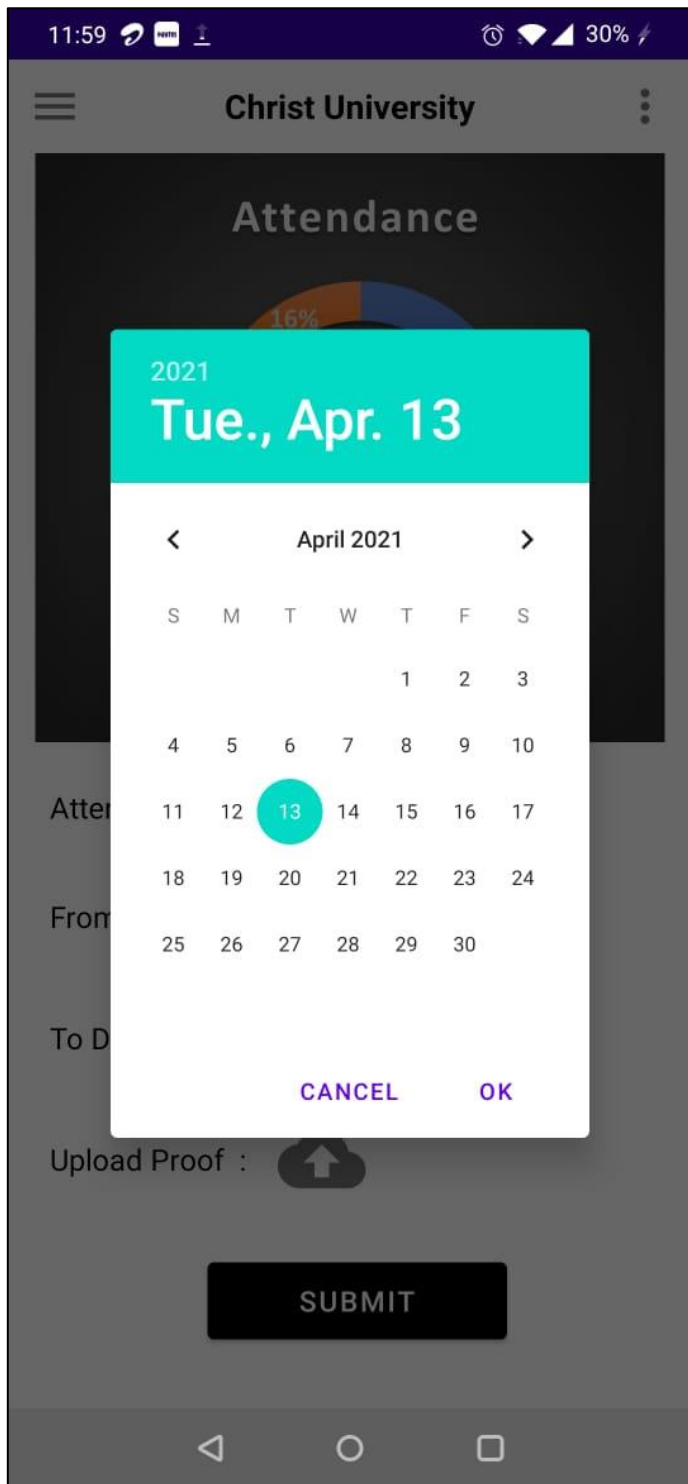 11:59 30%
Christ University
Attendance
16%
2021
Tue., Apr. 13
April 2021
S M T W T F S
1 2 3
4 5 6 7 8 9 10
11 12 13 14 15 16 17
18 19 20 21 22 23 24
25 26 27 28 29 30
From
To D
CANCEL OK
Upload Proof :
SUBMIT